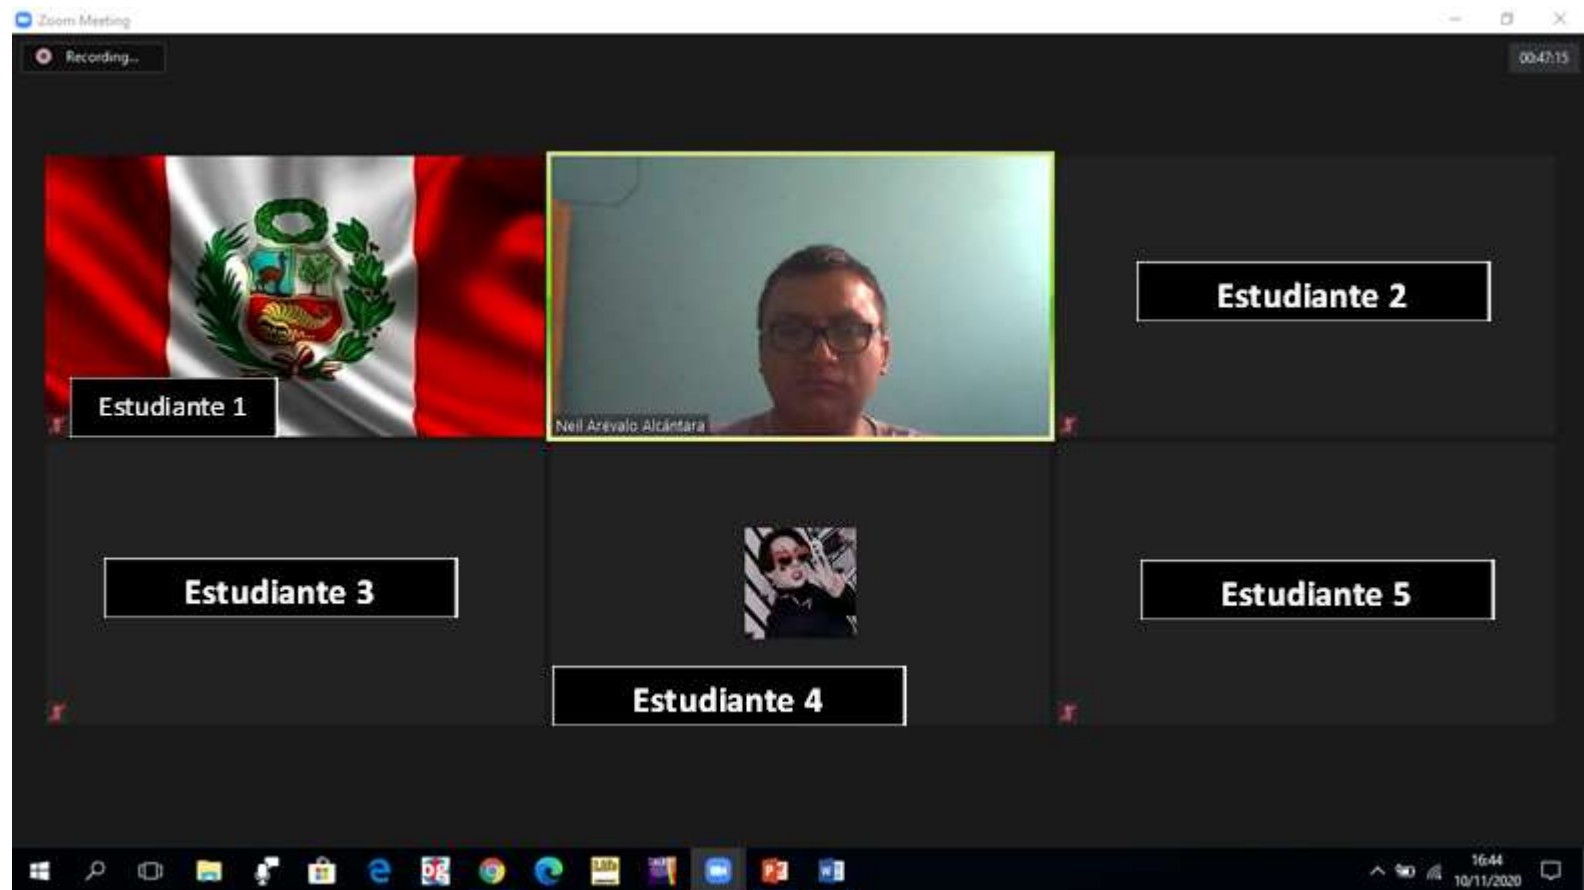 Zoom Meeting
Recording...
00:47:15
Estudiante 1
Neil Arévalo Alcántara
Estudiante 2
Estudiante 3
Estudiante 4
Estudiante 5
16:44
10/11/2020